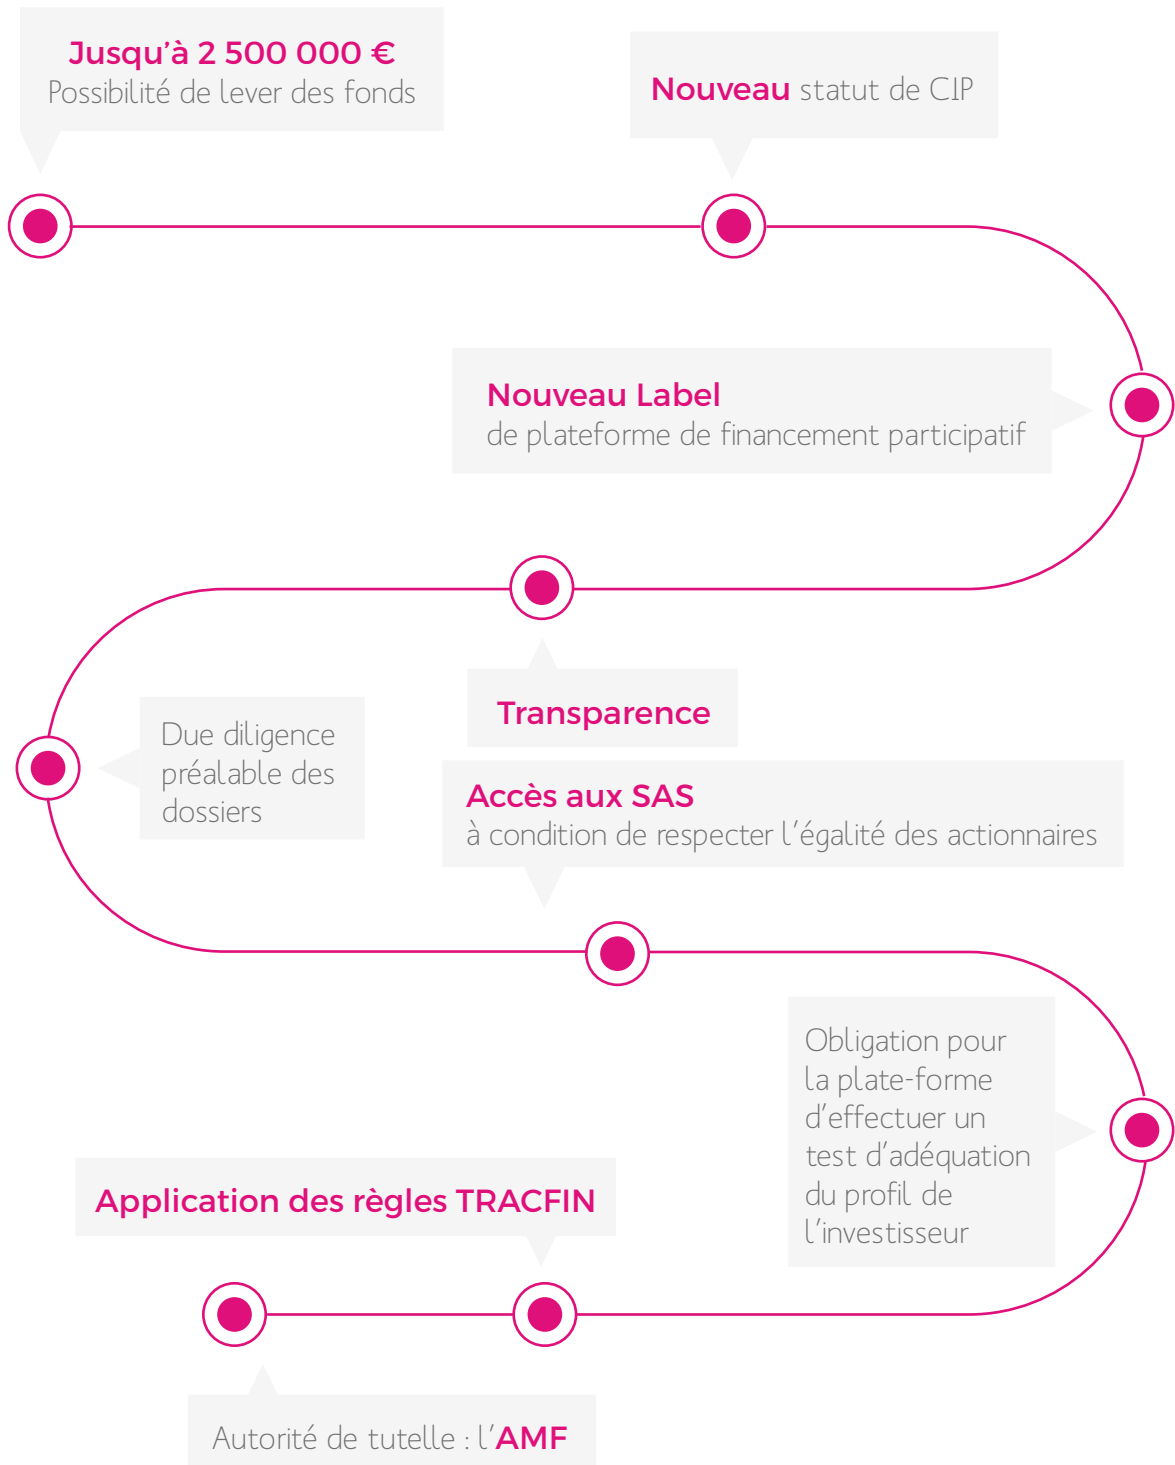 Jusqu’à 2 500 000 €
Possibilité de lever des fonds
Nouveau statut de CIP
Nouveau Label
de plateforme de financement participatif
Transparence
Due diligence
préalable des
dossiers
Accès aux SAS
à condition de respecter l’égalité des actionnaires
Obligation pour
la plate-forme
d’effectuer un
test d’adéquation
du profil de
l’investisseur
Application des règles TRACFIN
Autorité de tutelle : l’AMF